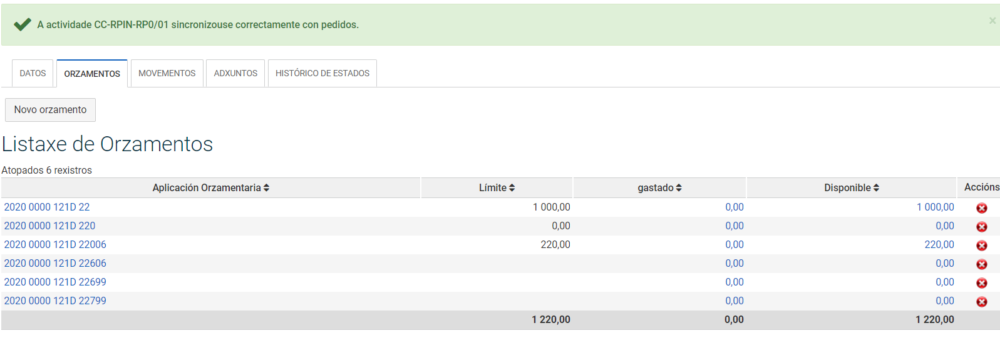 A actividade CC-RPIN-RP0/01 sincronizouse correctamente con pedidos.
×
DATOS ORZAMENTOS MOVEMENTOS ADXUNTOS HISTÓRICO DE ESTADOS
Novo orzamento
Listaxe de Orzamentos
Atopados 6 rexistros
Aplicación Orzamentaria Límite gastado Disponible Accións
2020 0000 121D 22 1 000,00 0,00 1 000,00
2020 0000 121D 220 0,00 0,00 0,00
2020 0000 121D 22006 220,00 0,00 220,00
2020 0000 121D 22606 0,00 0,00
2020 0000 121D 22699 0,00 0,00
2020 0000 121D 22799 0,00 0,00
1 220,00 0,00 1 220,00